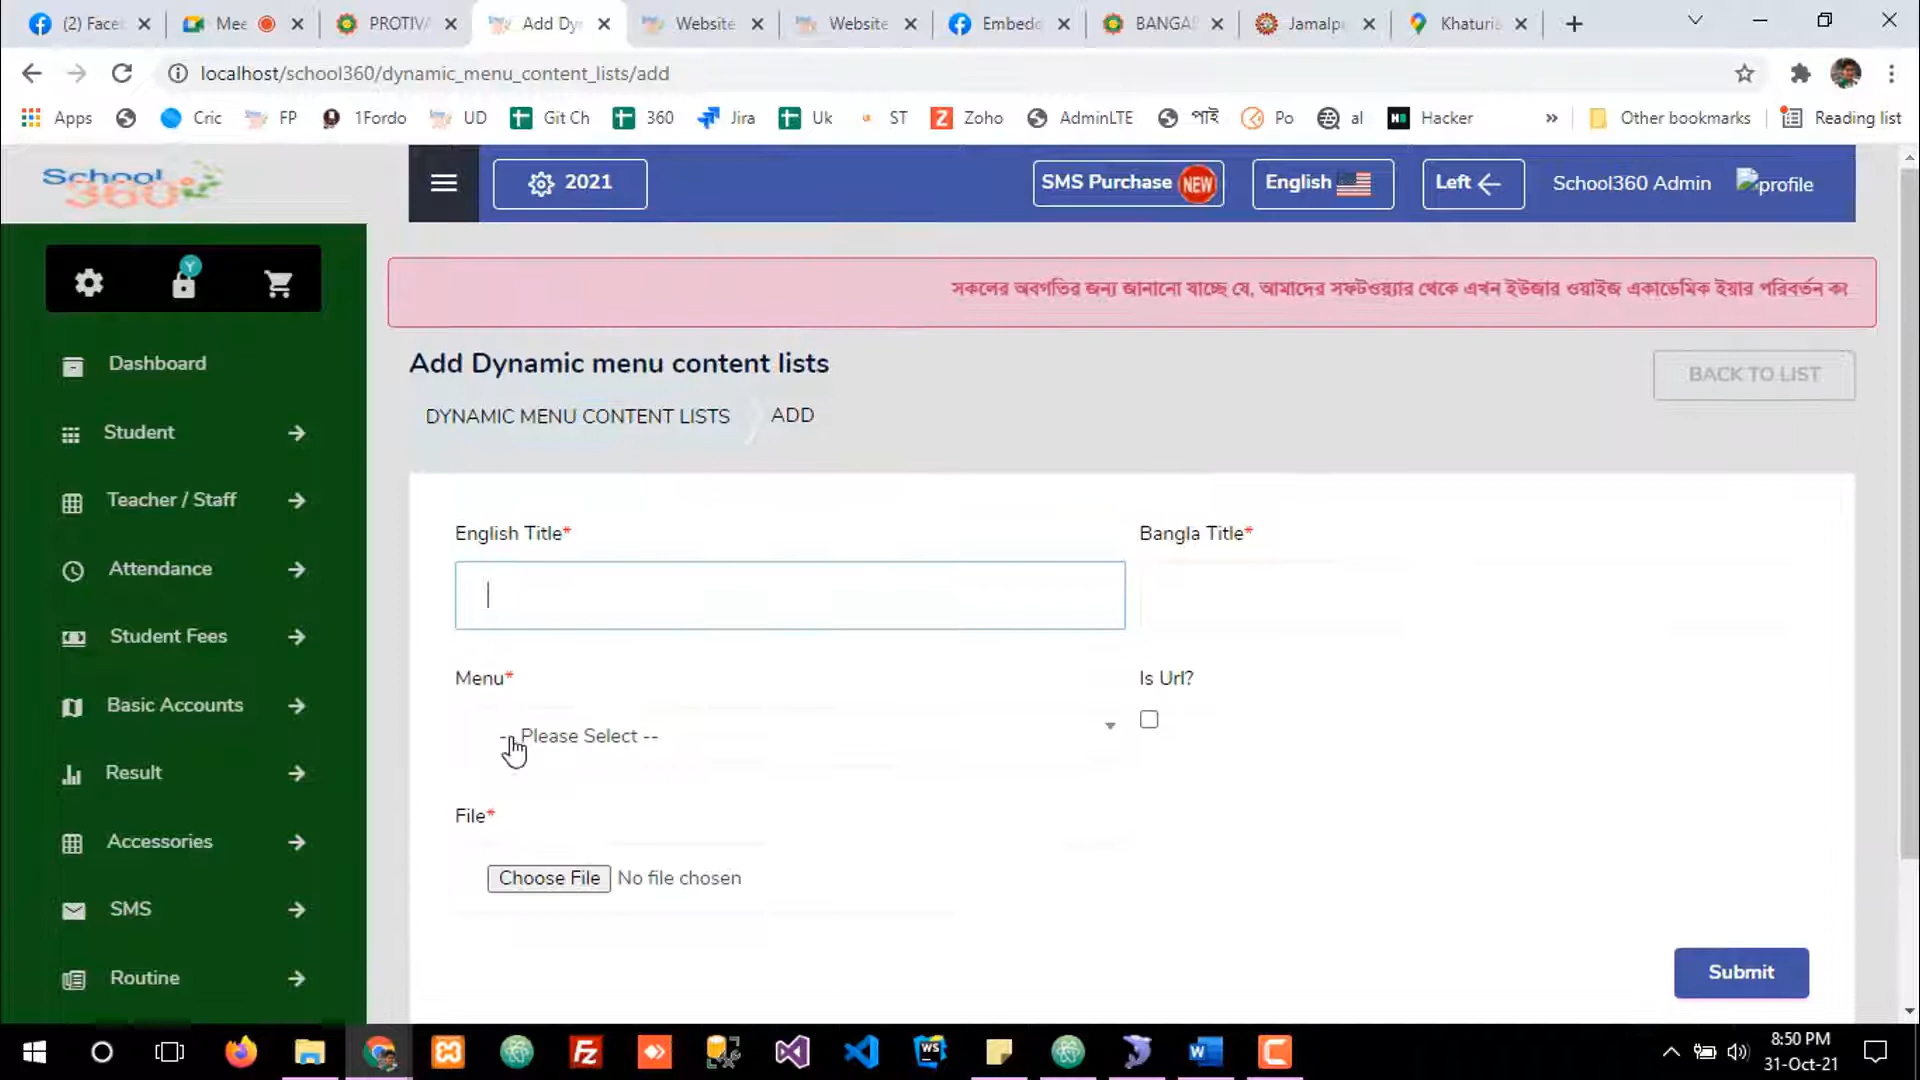 (2) Face
Mee
PROTIVA
Add Dy
Website
Website
Embed
BANGA
Jamalp
Khaturia
localhost/school360/dynamic_menu_content_lists/add
Apps
Cric
FP
1Fordo
UD
Git Ch
360
Jira
Uk
ST
Zoho
AdminLTE
পাই
Po
al
Hacker
»
Other bookmarks
Reading list
School
360
2021
SMS Purchase NEW
English
Left
School360 Admin
profile
Y
সকলের অবগতির জন্য জানানো যাচ্ছে যে, আমাদের সফটওয়্যার থেকে এখন ইউজার ওয়াইজ একাডেমিক ইয়ার পরিবর্তন
Add Dynamic menu content lists
BACK TO LIST
DYNAMIC MENU CONTENT LISTS
ADD
Dashboard
Student
Teacher / Staff
Attendance
Student Fees
Basic Accounts
Result
Accessories
SMS
Routine
English Title*
Bangla Title*
Menu*
Is Url?
-- Please Select --
File*
Choose File No file chosen
Submit
8:50 PM
31-Oct-21